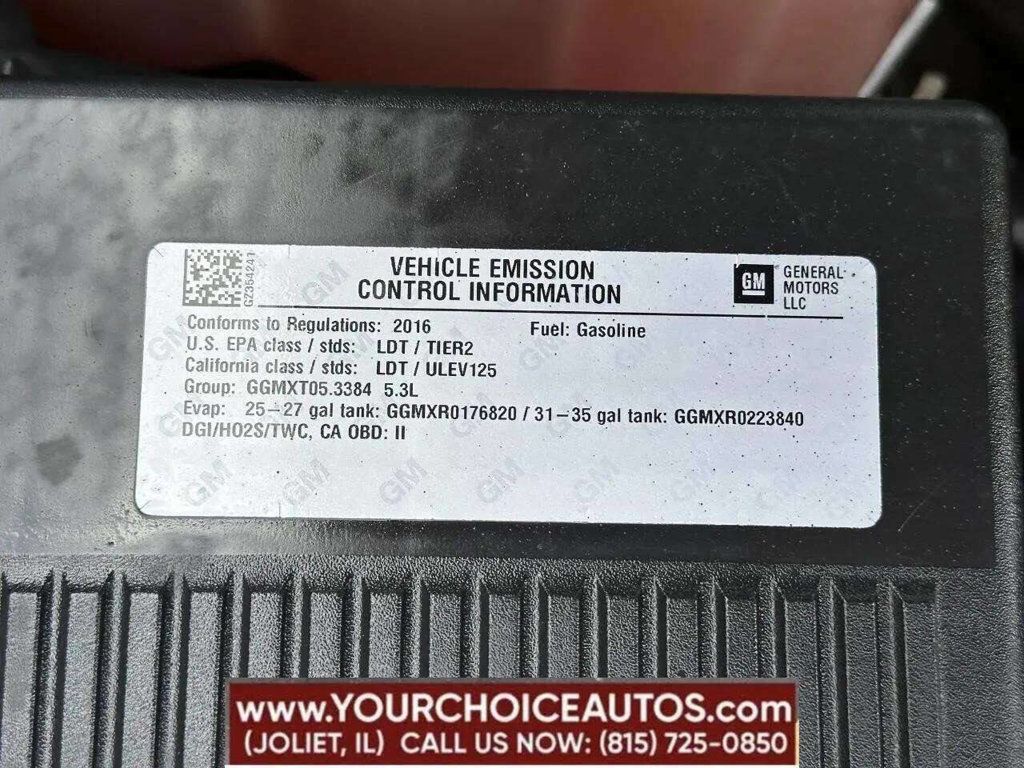 VEHICLE EMISSION
CONTROL INFORMATION
GM
GENERAL
MOTORS
LLC
Conforms to Regulations: 2016 Fuel: Gasoline
U.S. EPA class / stds: LDT / TIER2
California class / stds: LDT / ULEV125
Group: GGMXT05.3384 5.3L
Evap: 25-27 gal tank: GGMXR0176820 / 31-35 gal tank: GGMXR0223840
DGI/HO2S/TWC, CA OBD: II
www.YOURCHOICEAUTOS.com
(JOLIET, IL) CALL US NOW: (815) 725-0850